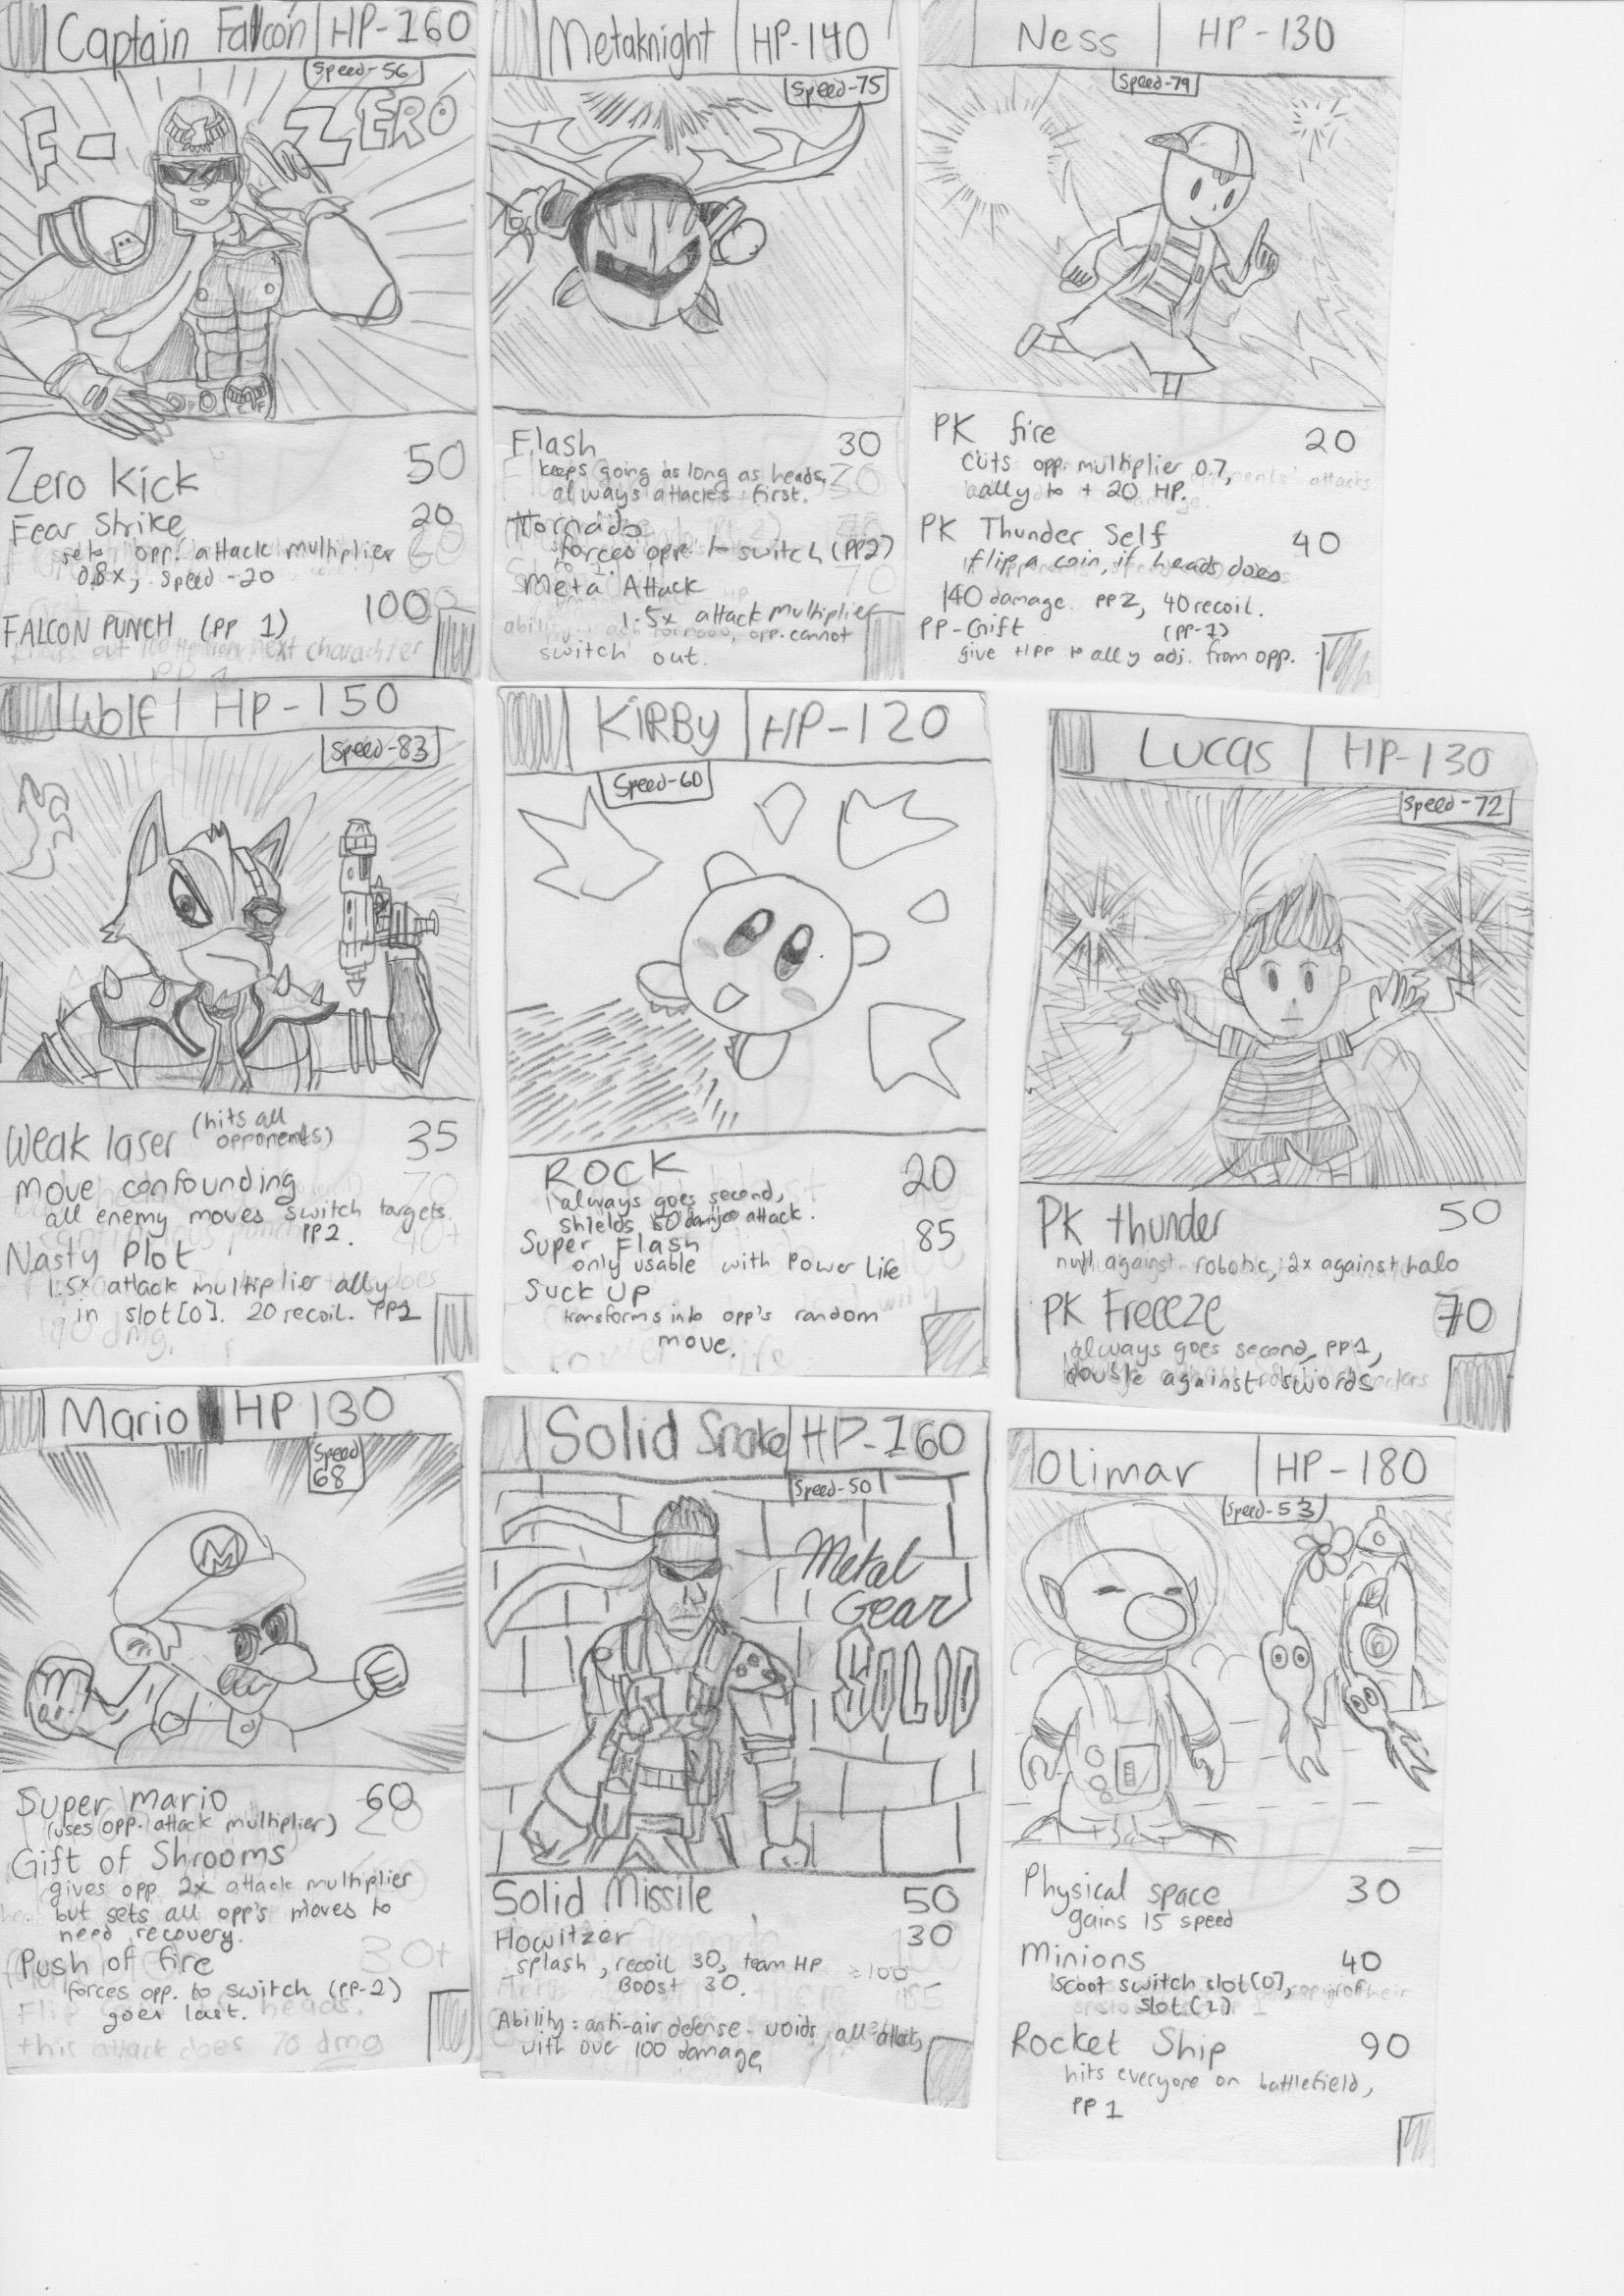 Captain Falcon HP-160
Speed-56
F-ZERO
Zero Kick 50
Fear Strike 20
sets opp. attack multiplier
0.8x, speed -20
FALCON PUNCH (PP 1) 100
Metaknight HP-140
Speed-75
Flash 30
keeps going as long as heads,
always attacks first.
Tornado
forces opp. to switch (PP2)
Meta Attack
1.5x attack multiplier
opp. cannot
switch out.
Ness HP-130
Speed-79
PK fire 20
cuts opp. multiplier 0.7,
ally to + 20 HP.
PK Thunder Self 40
flip a coin, if heads does
140 damage. PP2, 40 recoil.
PP-Gift (PP-1)
give +1 PP to ally adj. from opp.
Wolf HP-150
Speed-83
Weak laser (hits all
opponents) 35
move confounding
all enemy moves switch targets.
PP2.
Nasty Plot
1.5x attack multiplier ally
in slot[0]. 20 recoil. PP1
KIRBY HP-120
Speed-60
ROCK 20
always goes second,
shields 50 damage attack.
Super Flash 85
only usable with Power Life
Suck UP
transforms into opp's random
move.
Lucas HP-130
Speed-72
PK thunder 50
null against robotic, 2x against halo
PK Freeze 70
always goes second, PP1,
double against swords
Mario HP 130
Speed
68
M
Super mario 60
(uses opp. attack multiplier)
Gift of Shrooms
gives opp. 2x attack multiplier
but sets all opp's moves to
need recovery.
Push of fire
forces opp. to switch (PP-2)
goes last.
this attack does 70 dmg
Solid Snake HP-160
Speed-50
Metal
Gear
SOLID
Solid Missile 50
Howitzer 30
splash, recoil 30, team HP
Boost 30.
Ability: anti-air defense - voids all attacks
with over 100 damage
Olimar HP-180
Speed-53
Physical space 30
gains 15 speed
Minions 40
scoot switch slot[0],
slot[2]
Rocket Ship 90
hits everyone on battlefield,
PP 1